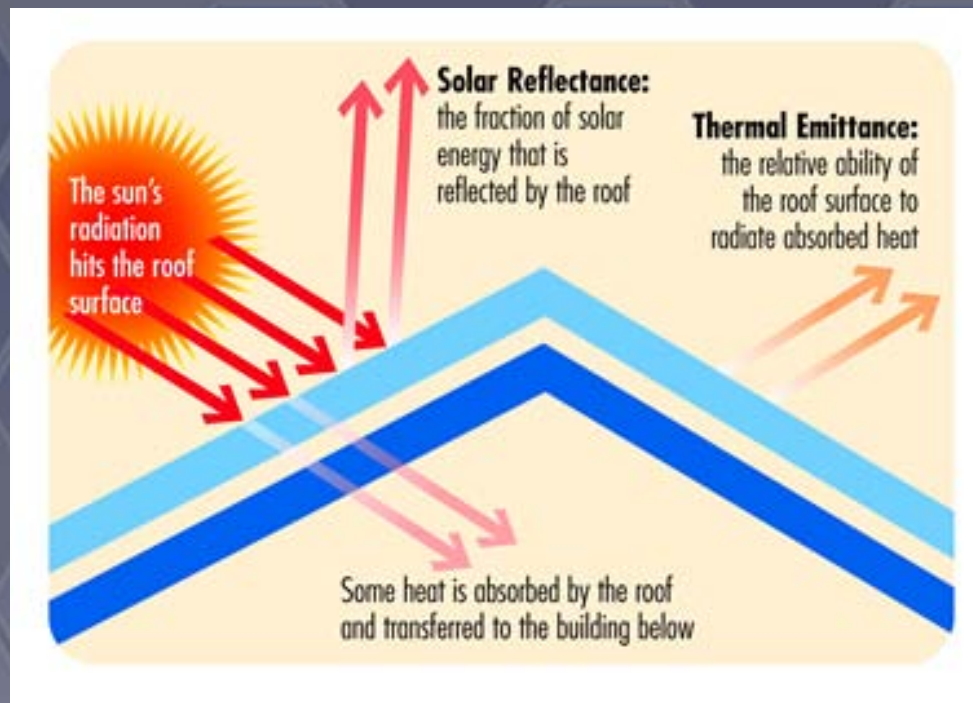 Solar Reflectance:
the fraction of solar
energy that is
reflected by the roof
Thermal Emittance:
the relative ability of
the roof surface to
radiate absorbed heat
The sun's
radiation
hits the roof
surface
Some heat is absorbed by the roof
and transferred to the building below